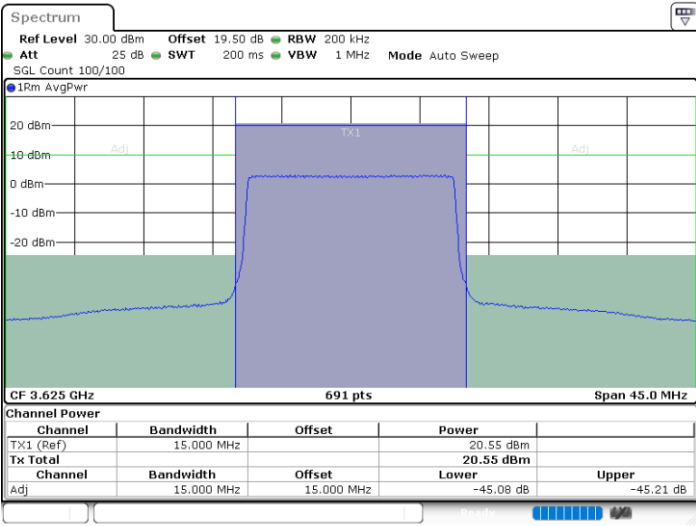 Spectrum
Ref Level 30.00 dBm Offset 19.50 dB RBW 200 kHz
Att 25 dB SWT 200 ms VBW 1 MHz Mode Auto Sweep
SGL Count 100/100
1Rm AvgPwr
20 dBm
TX1
Adj
Adj
10 dBm
0 dBm
-10 dBm
-20 dBm
CF 3.625 GHz 691 pts Span 45.0 MHz
Channel Power
Channel Bandwidth Offset Power
TX1 (Ref) 15.000 MHz 20.55 dBm
Tx Total 20.55 dBm
Channel Bandwidth Offset Lower Upper
Adj 15.000 MHz 15.000 MHz -45.08 dB -45.21 dB
Ready